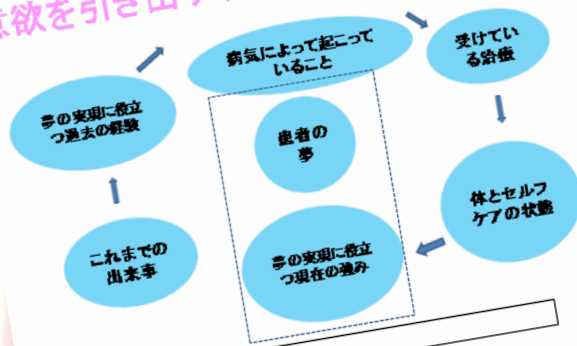 意欲を引き出
病気によって起こって
いること
受けてい
る治療
夢の実現に役立
つ過去の経験
患者の
夢
体とセルフ
ケアの状態
これまでの
出来事
夢の実現に役立
つ現在の強み